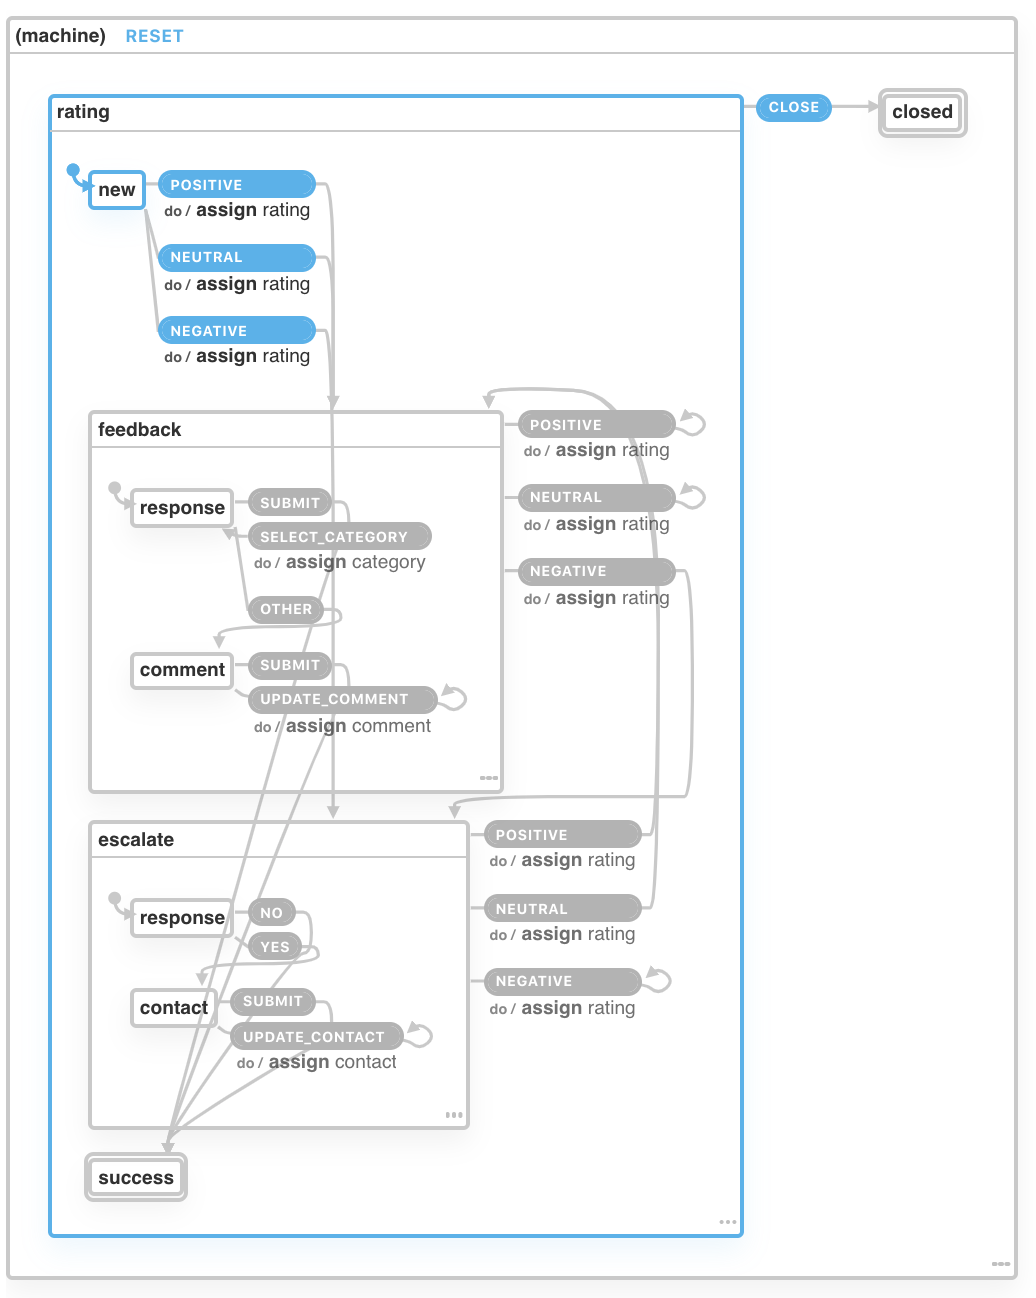 (machine) RESET
rating
CLOSE
closed
new
POSITIVE
do / assign rating
NEUTRAL
do / assign rating
NEGATIVE
do / assign rating
feedback
POSITIVE
do / assign rating
NEUTRAL
do / assign rating
NEGATIVE
do / assign rating
response
SUBMIT
SELECT_CATEGORY
do / assign category
OTHER
comment
SUBMIT
UPDATE_COMMENT
do / assign comment
escalate
POSITIVE
do / assign rating
NEUTRAL
do / assign rating
NEGATIVE
do / assign rating
response
NO
YES
contact
SUBMIT
UPDATE_CONTACT
do / assign contact
success